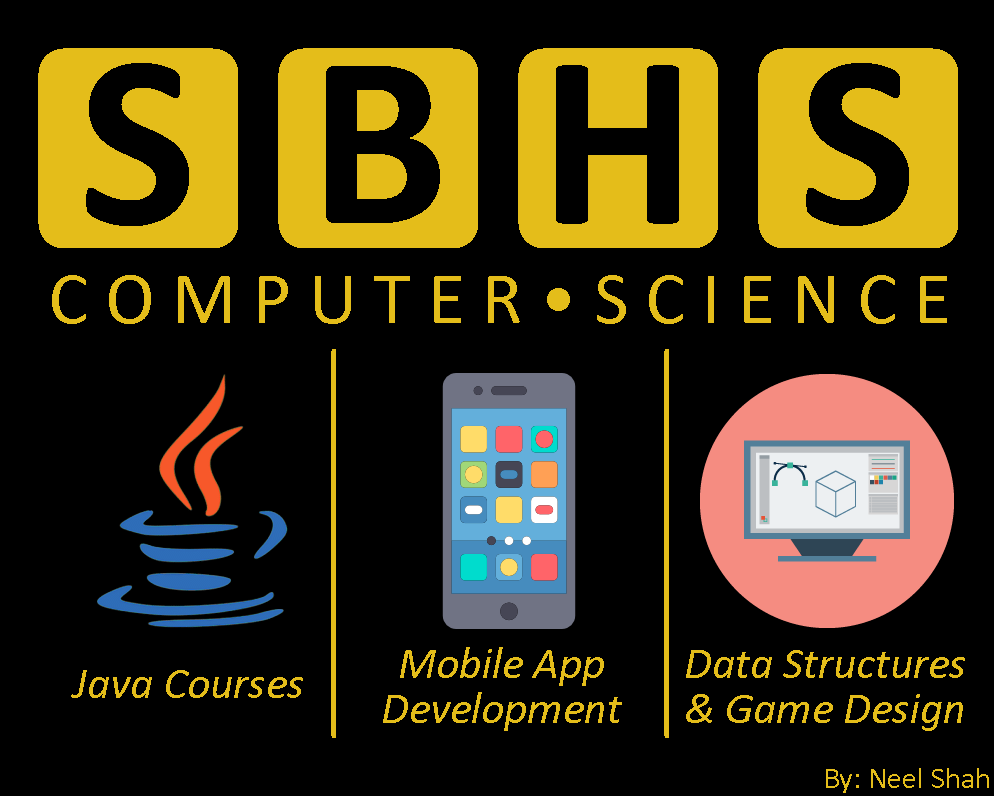 SBHS
COMPUTER•SCIENCE
Java Courses
Mobile App
Development
Data Structures
& Game Design
By: Neel Shah